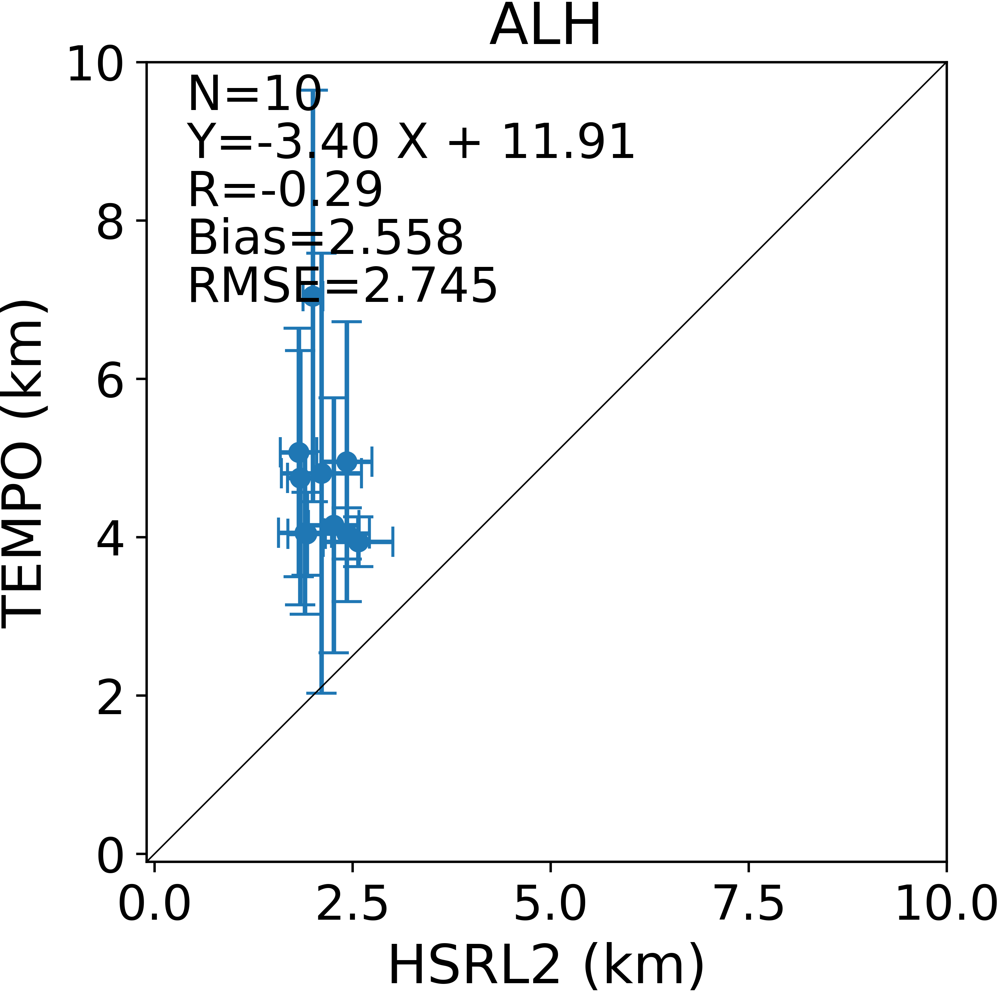 ALH
10
N=10
Y=-3.40 X + 11.91
R=-0.29
8
Bias=2.558
RMSE=2.745
TEMPO (km)
6
4
2
0
0.0 2.5 5.0 7.5 10.0
HSRL2 (km)